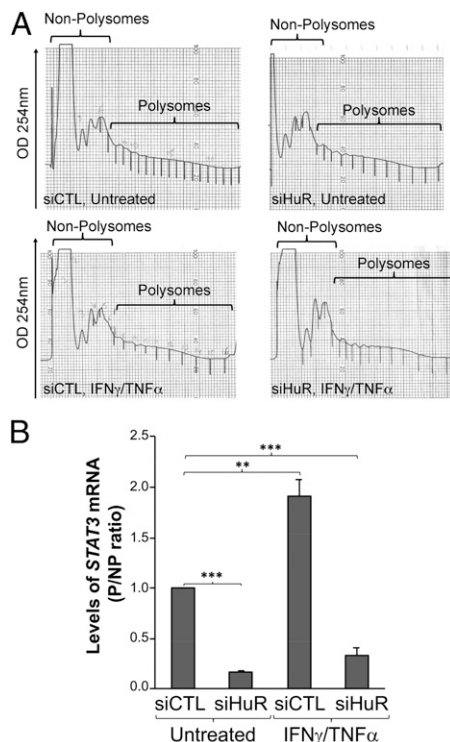 A
Non-Polysomes
Polysomes
OD 254nm
siCTL, Untreated
Non-Polysomes
Polysomes
siHuR, Untreated
Non-Polysomes
Polysomes
OD 254nm
siCTL, IFNγ/TNFα
Non-Polysomes
Polysomes
siHuR, IFNγ/TNFα
B
Levels of STAT3 mRNA
(P/NP ratio)
2.5
2.0
1.5
1.0
0.5
0.0
***
**
***
siCTL siHuR siCTL siHuR
Untreated IFNγ/TNFα